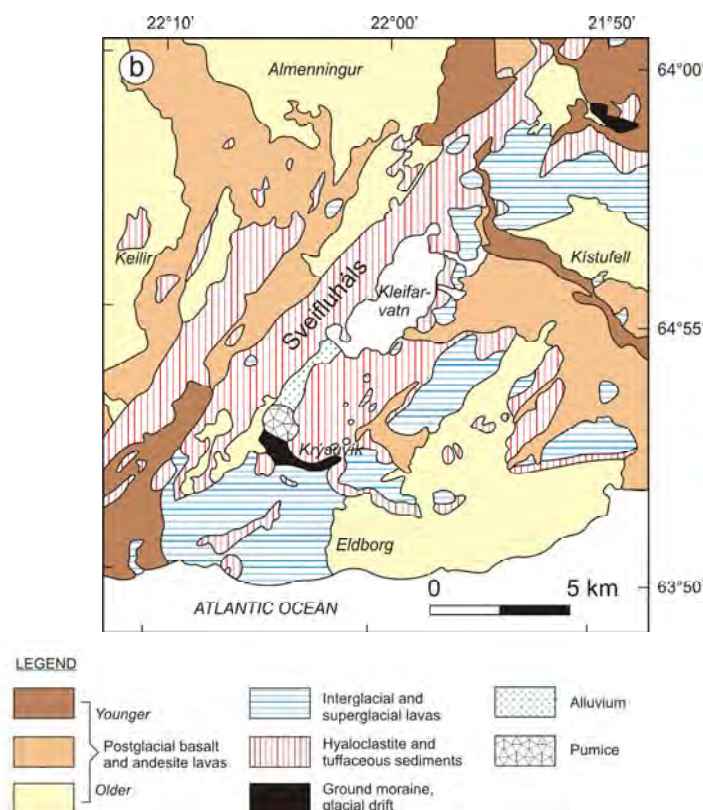 22°10' 22°00' 21°50'
b
Almenningur
64°00'
Keilir
Kistufell
Sveifluháls
Kleifar-
vatn
64°55'
Krýsuvík
Eldborg
0 5 km
63°50'
ATLANTIC OCEAN
LEGEND
Younger
Postglacial basalt
and andesite lavas
Older
Interglacial and
superglacial lavas
Hyaloclastite and
tuffaceous sediments
Ground moraine,
glacial drift
Alluvium
Pumice